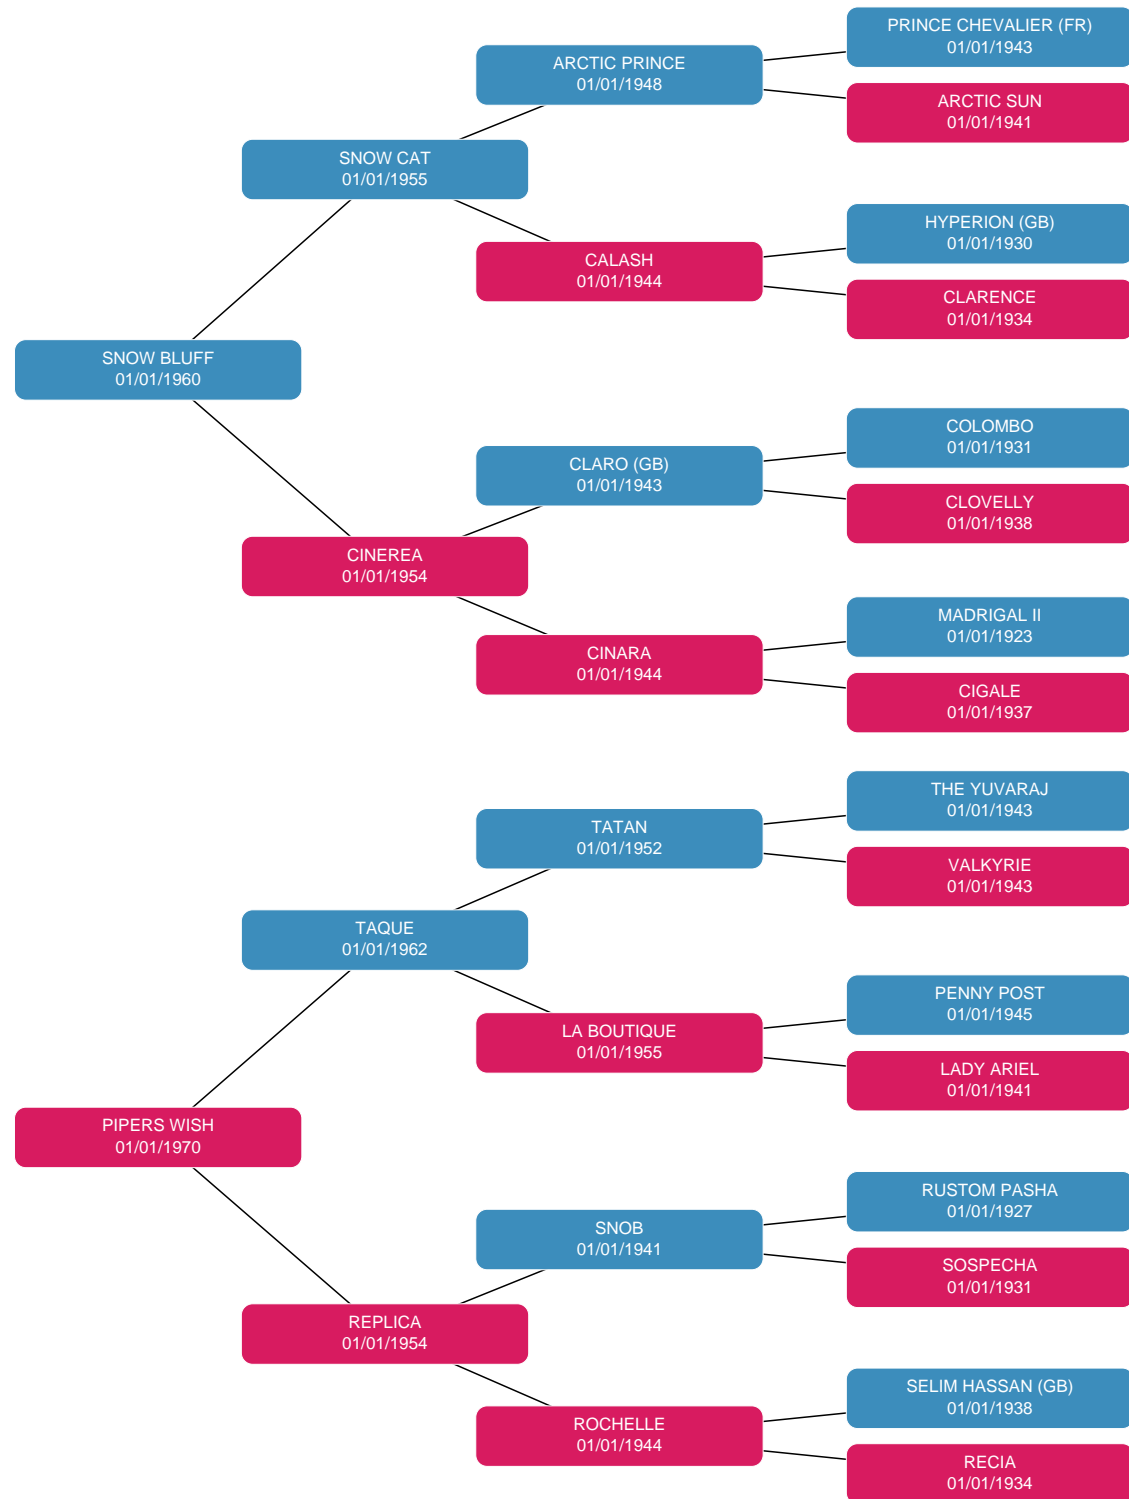 PRINCE CHEVALIER (FR)
01/01/1943
ARCTIC PRINCE
01/01/1948
ARCTIC SUN
01/01/1941
SNOW CAT
01/01/1955
HYPERION (GB)
01/01/1930
CALASH
01/01/1944
CLARENCE
01/01/1934
SNOW BLUFF
01/01/1960
COLOMBO
01/01/1931
CLARO (GB)
01/01/1943
CLOVELLY
01/01/1938
CINEREA
01/01/1954
MADRIGAL II
01/01/1923
CINARA
01/01/1944
CIGALE
01/01/1937
THE YUVARAJ
01/01/1943
TATAN
01/01/1952
VALKYRIE
01/01/1943
TAQUE
01/01/1962
PENNY POST
01/01/1945
LA BOUTIQUE
01/01/1955
LADY ARIEL
01/01/1941
PIPERS WISH
01/01/1970
RUSTOM PASHA
01/01/1927
SNOB
01/01/1941
SOSPECHA
01/01/1931
REPLICA
01/01/1954
SELIM HASSAN (GB)
01/01/1938
ROCHELLE
01/01/1944
RECIA
01/01/1934